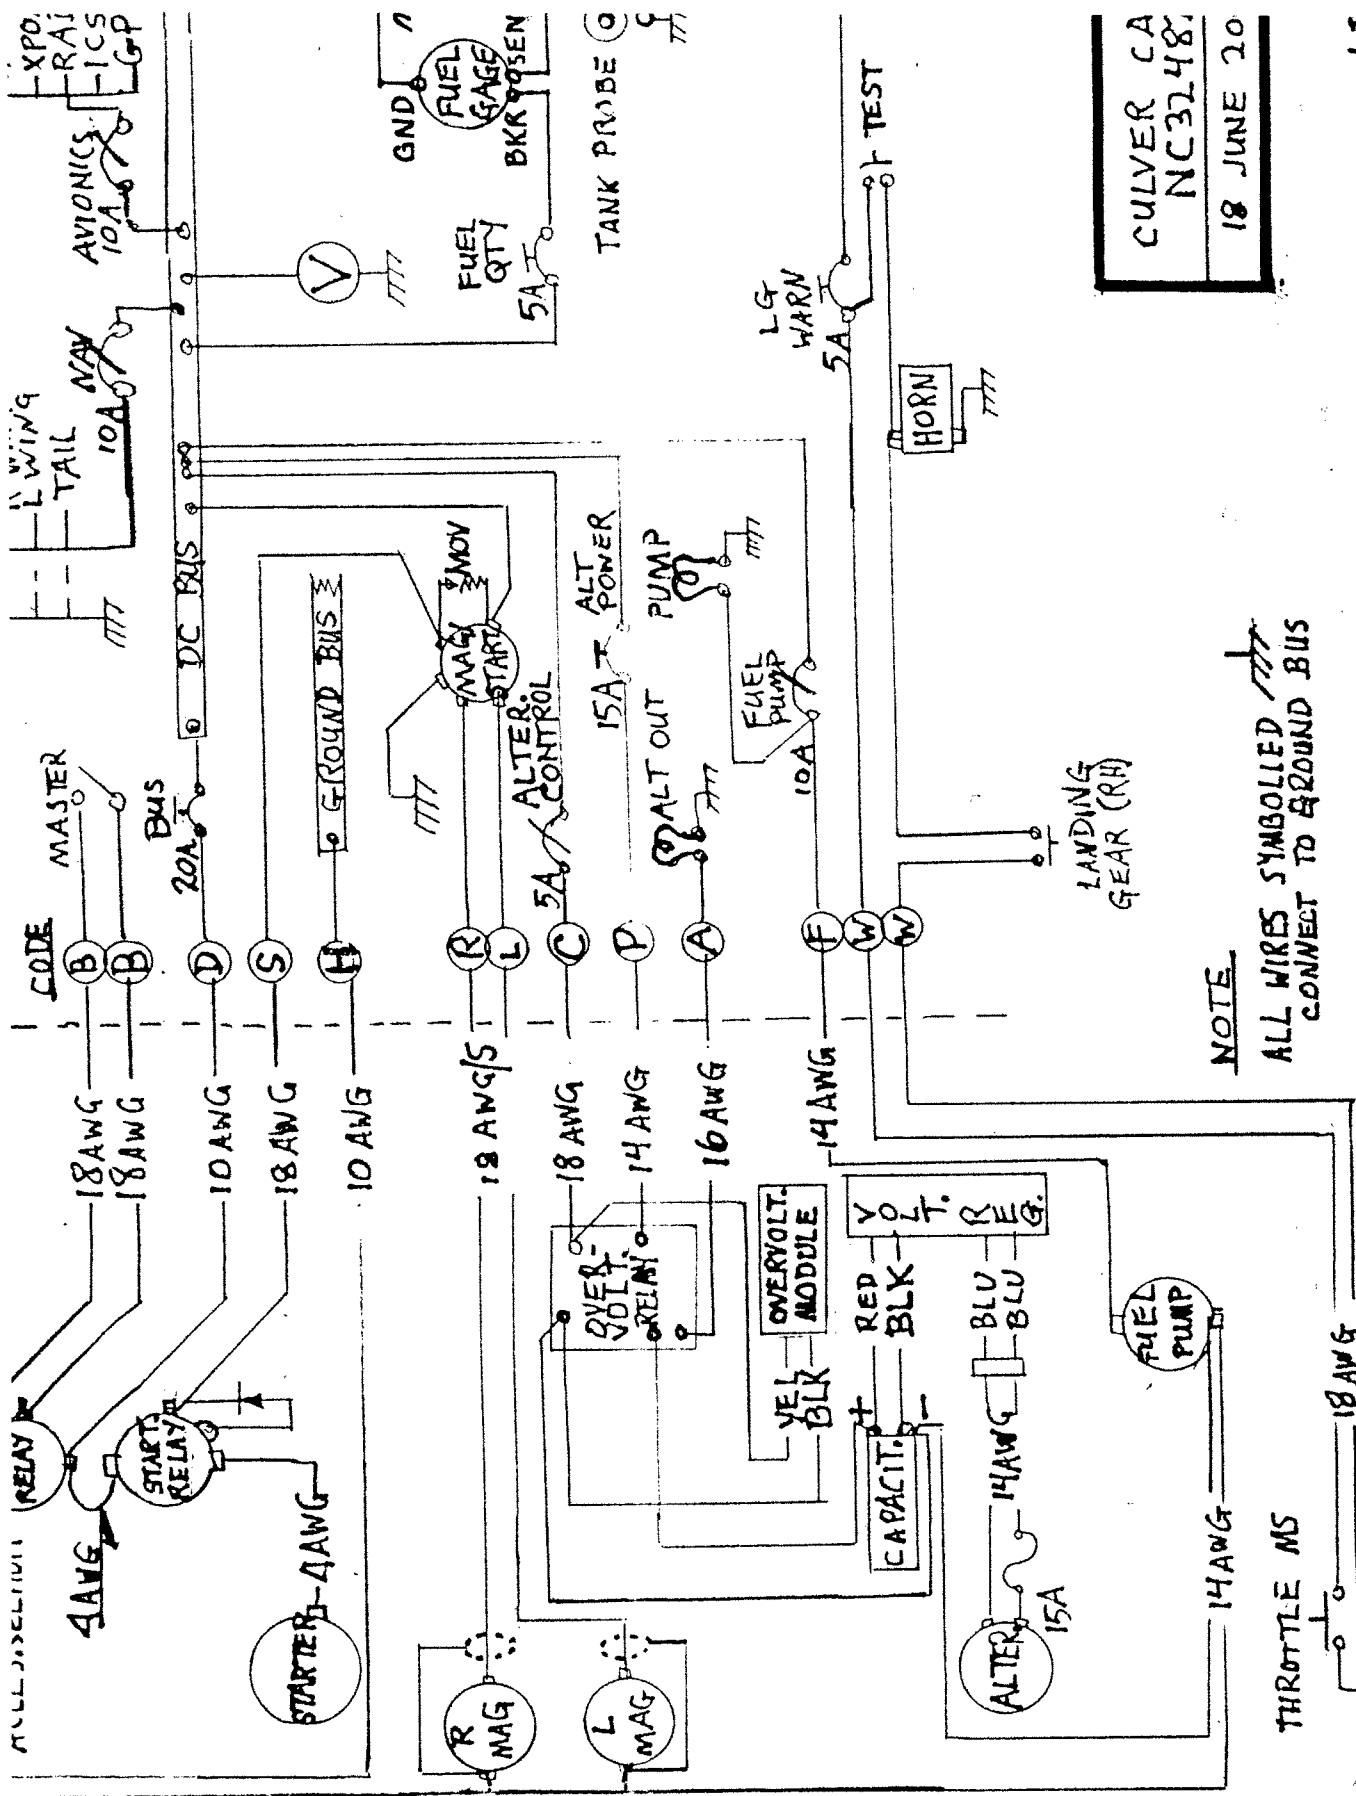 CODE
MASTER
B
B
18AWG
18AWG
RELAY
4AWG
BUS
20A
D
10AWG
START.
RELAY
4AWG
STARTER
S
18AWG
H
10AWG
GROUND BUS
DC BUS
L WING
TAIL
NAV
10A
AVIONICS
10A
XPO
RAI
ICS
V
GND
FUEL
GAGE
BKR
SEN
FUEL
QTY
5A
TANK PROBE
MAG/
START
MOV
R
L
18 AWG/S
R
MAG
L
MAG
ALTER.
CONTROL
5A
C
18AWG
ALT
POWER
15A
P
14AWG
ALT OUT
A
16AWG
PUMP
FUEL
PUMP
10A
F
14AWG
OVER-
VOLT.
RELAY
OVERVOLT.
MODULE
YEL
BLK
VOLT.
REG.
RED
BLK
BLU
BLU
+
-
CAPACIT.
14AWG
15A
ALTER.
FUEL
PUMP
14AWG
LG
WARN
5A
TEST
HORN
W
W
LANDING
GEAR (RH)
18AWG
THROTTLE MS
NOTE
ALL WIRES SYMBOLLED
CONNECT TO GROUND BUS
CULVER CA
NC3248
18 JUNE 20